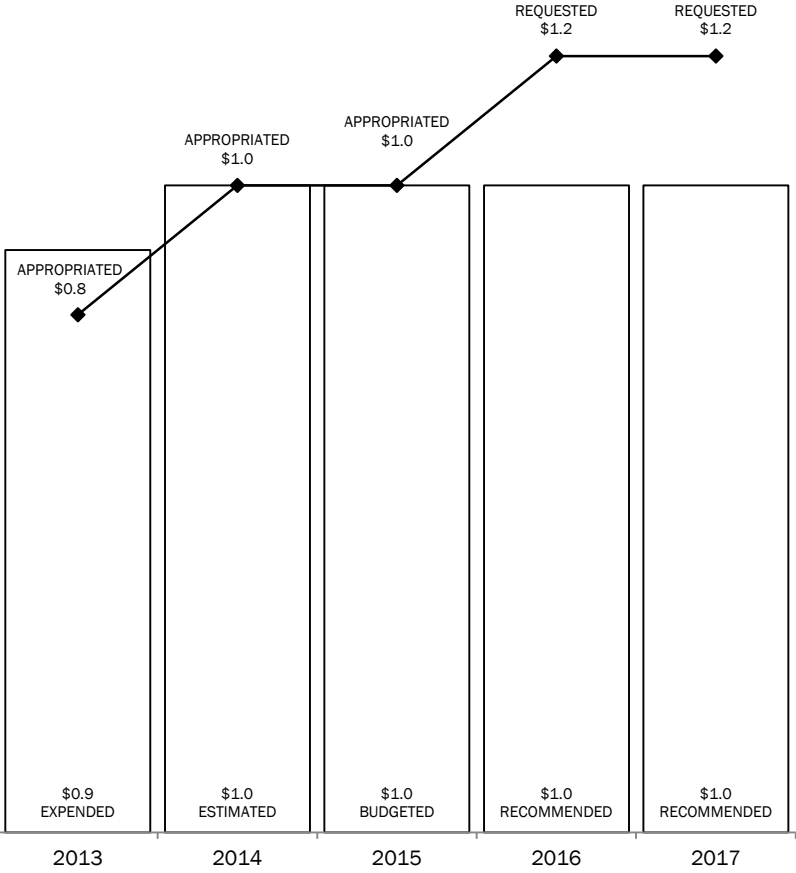 REQUESTED
$1.2
REQUESTED
$1.2
APPROPRIATED
$1.0
APPROPRIATED
$1.0
APPROPRIATED
$0.8
$0.9
EXPENDED
$1.0
ESTIMATED
$1.0
BUDGETED
$1.0
RECOMMENDED
$1.0
RECOMMENDED
2013
2014
2015
2016
2017